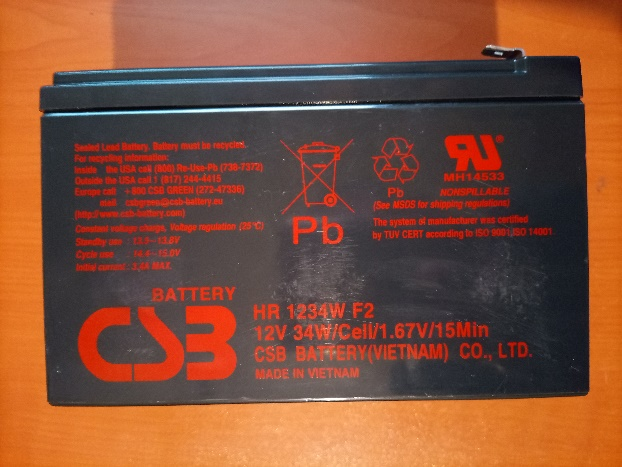 Sealed Lead Battery. Battery must be recycled.
For recycling information:
Inside the USA call (800) Re-Use-Pb (738-7372)
Outside the USA call 1 (817) 244-4415
Europe call +800 CSB GREEN (272-47336)
mail csbgreen@csb-battery.eu
(http://www.csb-battery.com)
Constant voltage charge, Voltage regulation (25°C)
Standby use : 13.5~13.8V
Cycle use : 14.4~15.0V
Initial current : 3.4A MAX.
Pb
Pb
RU
MH14533
NONSPILLABLE
(See MSDS for shipping regulations)
The system of manufacturer was certified
by TUV CERT according to ISO 9001,ISO 14001.
BATTERY
CSB
HR 1234W F2
12V 34W/Cell/1.67V/15Min
CSB BATTERY(VIETNAM) CO., LTD.
MADE IN VIETNAM